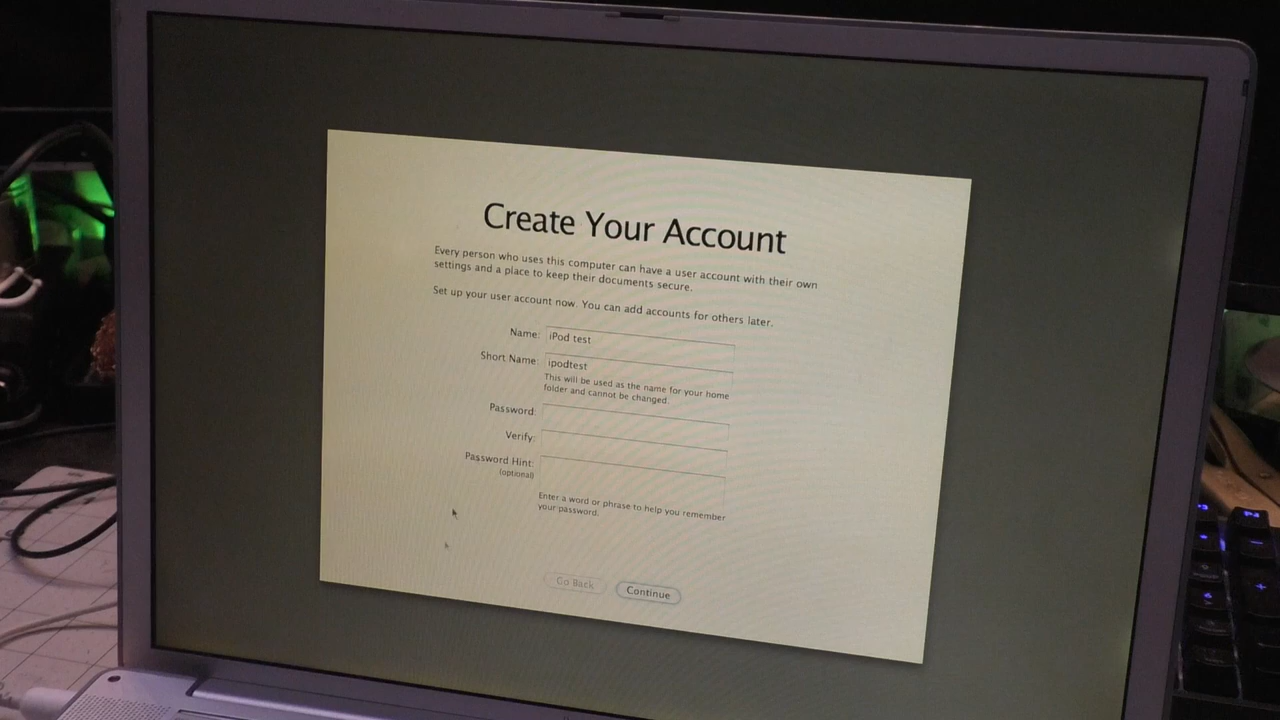 Create Your Account
Every person who uses this computer can have a user account with their own
settings and a place to keep their documents secure.
Set up your user account now. You can add accounts for others later.
Name: iPod test
Short Name: ipodtest
This will be used as the name for your home
folder and cannot be changed.
Password:
Verify:
Password Hint:
(optional)
Enter a word or phrase to help you remember
your password.
Go Back Continue